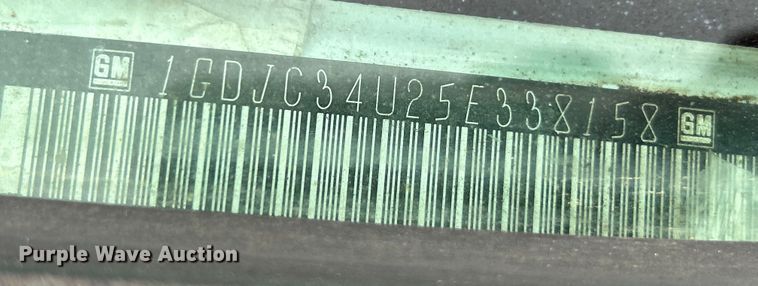 GM 1GDJC34U25E338158 GM
Purple Wave Auction